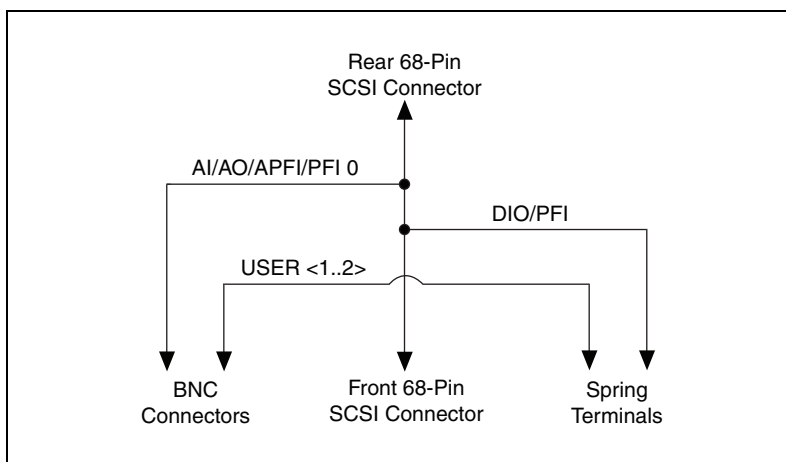 Rear 68-Pin
SCSI Connector
AI/AO/APFI/PFI 0
DIO/PFI
USER <1..2>
BNC
Connectors
Front 68-Pin
SCSI Connector
Spring
Terminals